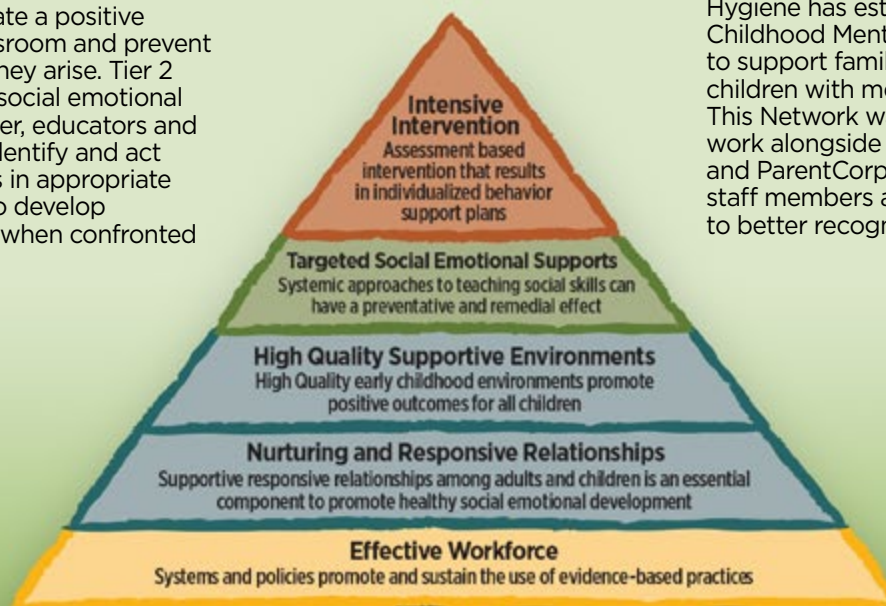 ate a positive
sroom and prevent
hey arise. Tier 2
social emotional
er, educators and
dentify and act
s in appropriate
o develop
when confronted
Intensive
Intervention
Assessment based
intervention that results
in individualized behavior
support plans
Targeted Social Emotional Supports
Systemic approaches to teaching social skills can
have a preventative and remedial effect
High Quality Supportive Environments
High Quality early childhood environments promote
positive outcomes for all children
Nurturing and Responsive Relationships
Supportive responsive relationships among adults and children is an essential
component to promote healthy social emotional development
Effective Workforce
Systems and policies promote and sustain the use of evidence-based practices
Hygiene has est
Childhood Ment
to support famil
children with mo
This Network w
work alongside
and ParentCorp
staff members a
to better recogn